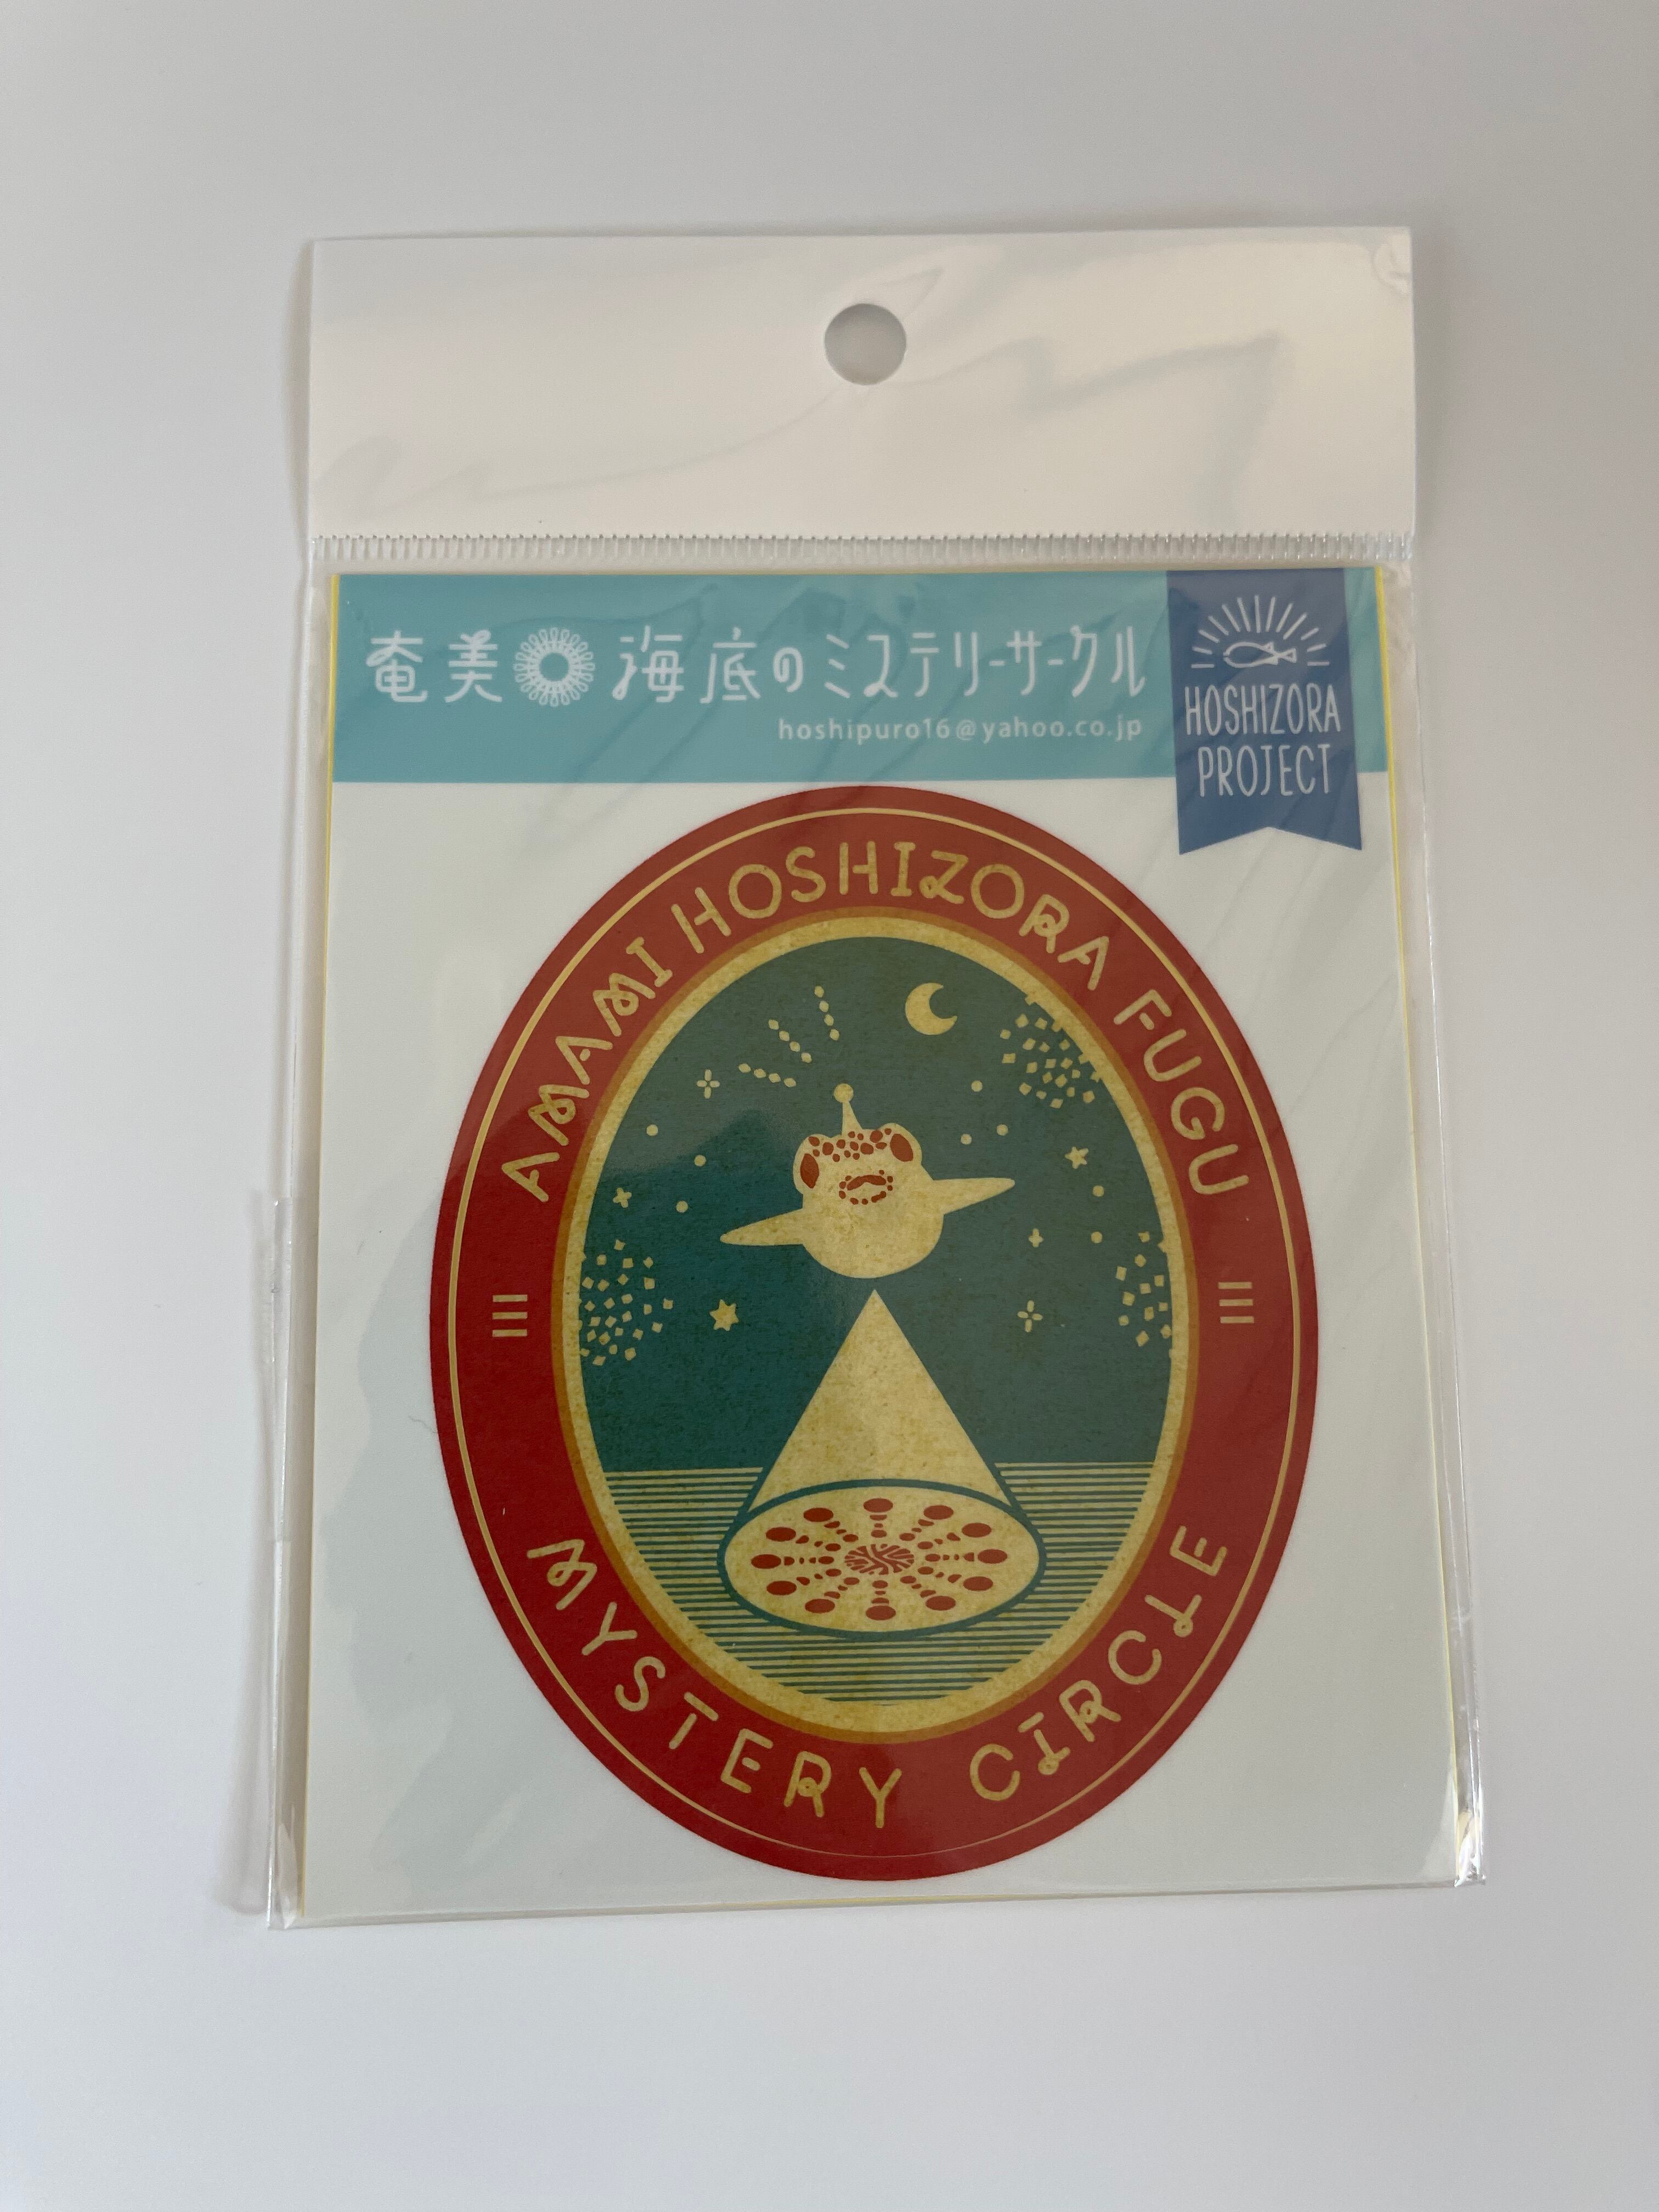 奄美 海底のミステリーサークル
hoshipuro16@yahoo.co.jp
HOSHIZORA
PROJECT
AMAMI HOSHIZORA FUGU
MYSTERY CIRCLE